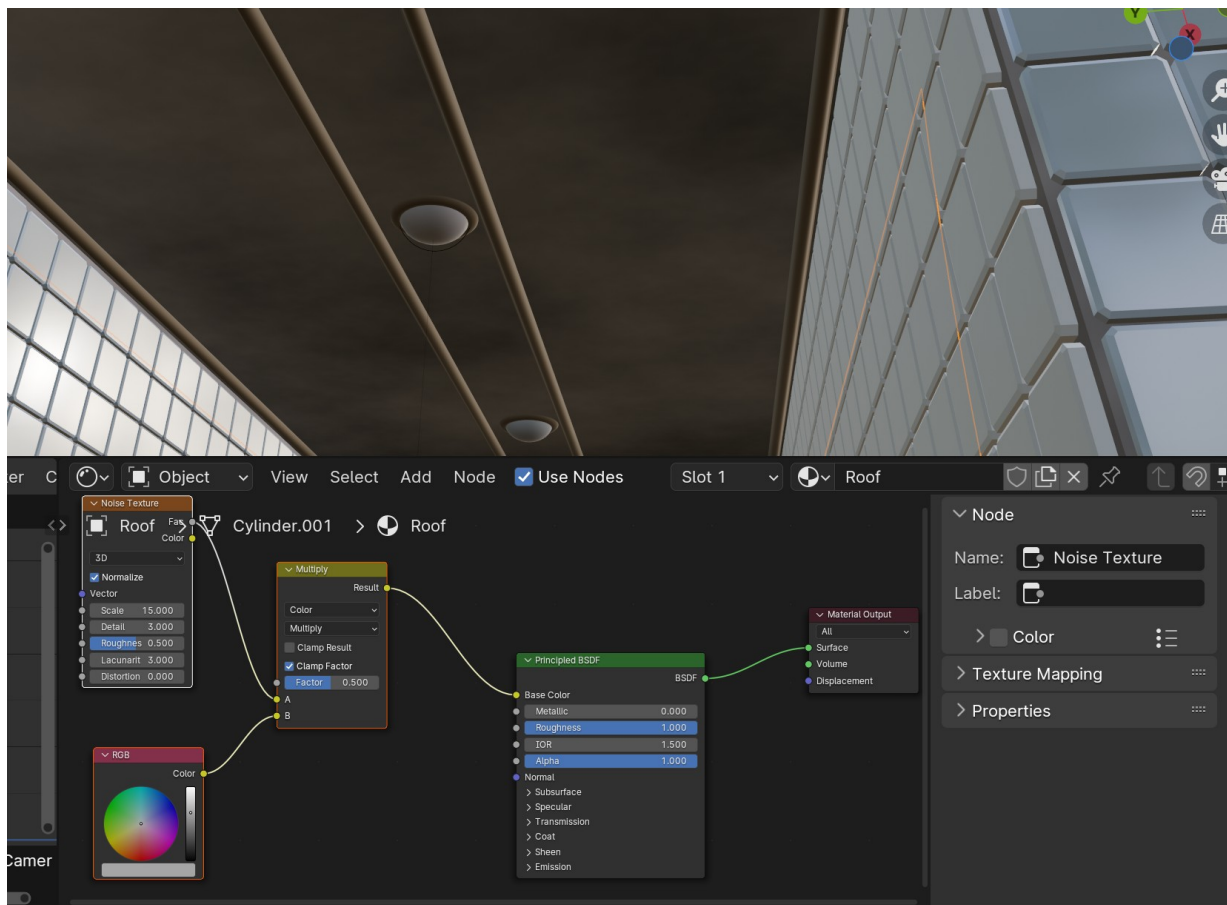 Y
X
er C Object View Select Add Node Use Nodes Slot 1 Roof
Noise Texture
Roof > Cylinder.001 > Roof
Fac
Color
3D
Normalize
Vector
Scale 15.000
Detail 3.000
Roughnes 0.500
Lacunarit 3.000
Distortion 0.000
Multiply
Result
Color
Multiply
Clamp Result
Clamp Factor
Factor 0.500
A
B
RGB
Color
Principled BSDF
BSDF
Base Color
Metallic 0.000
Roughness 1.000
IOR 1.500
Alpha 1.000
Normal
> Subsurface
> Specular
> Transmission
> Coat
> Sheen
> Emission
Material Output
All
Surface
Volume
Displacement
Node
Name: Noise Texture
Label:
> Color
> Texture Mapping
> Properties
Camer